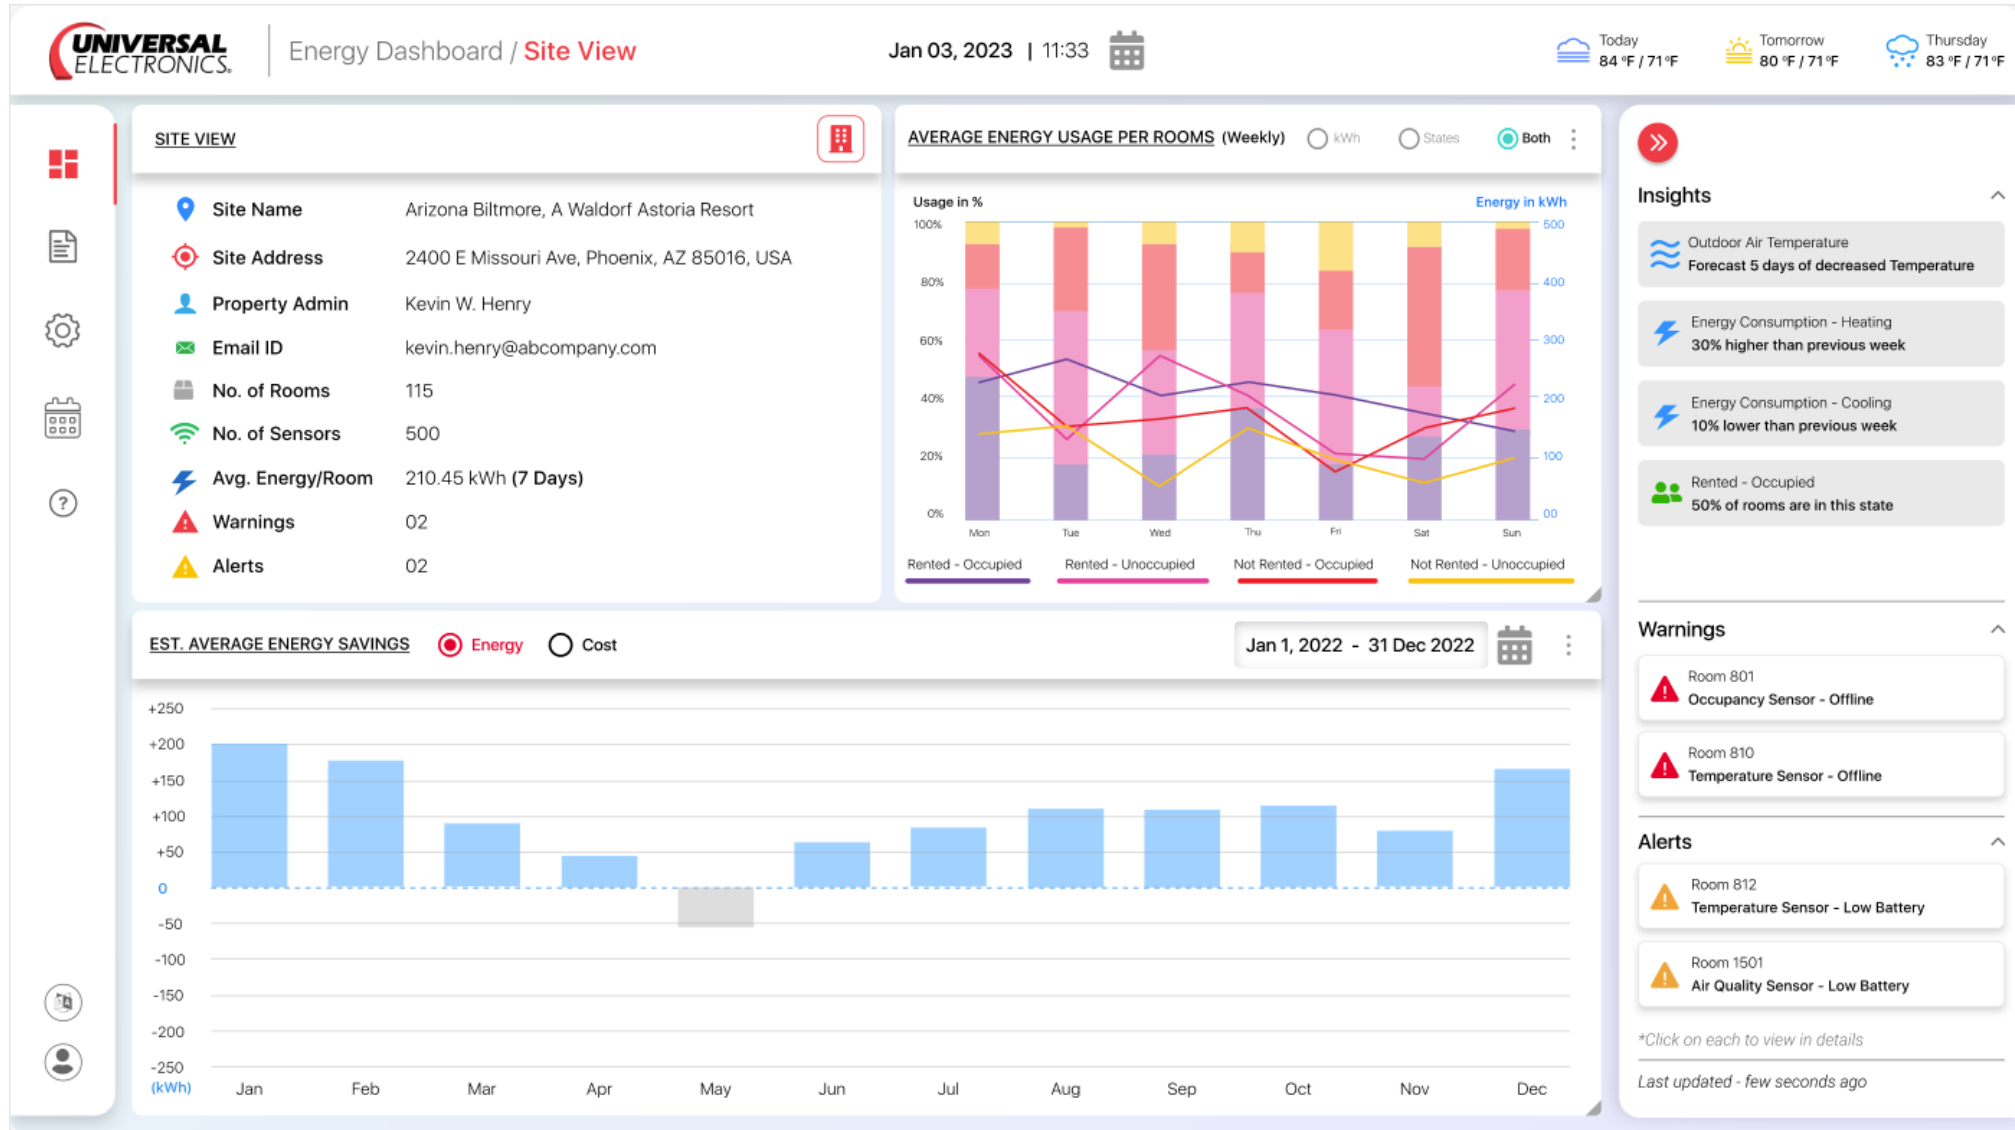 UNIVERSAL
ELECTRONICS.
Energy Dashboard / Site View
Jan 03, 2023 | 11:33
Today
84 °F / 71 °F
Tomorrow
80 °F / 71 °F
Thursday
83 °F / 71 °F
SITE VIEW
Site Name Arizona Biltmore, A Waldorf Astoria Resort
Site Address 2400 E Missouri Ave, Phoenix, AZ 85016, USA
Property Admin Kevin W. Henry
Email ID kevin.henry@abcompany.com
No. of Rooms 115
No. of Sensors 500
Avg. Energy/Room 210.45 kWh (7 Days)
Warnings 02
Alerts 02
AVERAGE ENERGY USAGE PER ROOMS (Weekly) kWh States Both
Usage in % Energy in kWh
100% 500
80% 400
60% 300
40% 200
20% 100
0% 00
Mon Tue Wed Thu Fri Sat Sun
Rented - Occupied Rented - Unoccupied Not Rented - Occupied Not Rented - Unoccupied
EST. AVERAGE ENERGY SAVINGS Energy Cost
Jan 1, 2022 - 31 Dec 2022
+250
+200
+150
+100
+50
0
-50
-100
-150
-200
-250
(kWh)
Jan Feb Mar Apr May Jun Jul Aug Sep Oct Nov Dec
Insights
Outdoor Air Temperature
Forecast 5 days of decreased Temperature
Energy Consumption - Heating
30% higher than previous week
Energy Consumption - Cooling
10% lower than previous week
Rented - Occupied
50% of rooms are in this state
Warnings
Room 801
Occupancy Sensor - Offline
Room 810
Temperature Sensor - Offline
Alerts
Room 812
Temperature Sensor - Low Battery
Room 1501
Air Quality Sensor - Low Battery
*Click on each to view in details
Last updated - few seconds ago